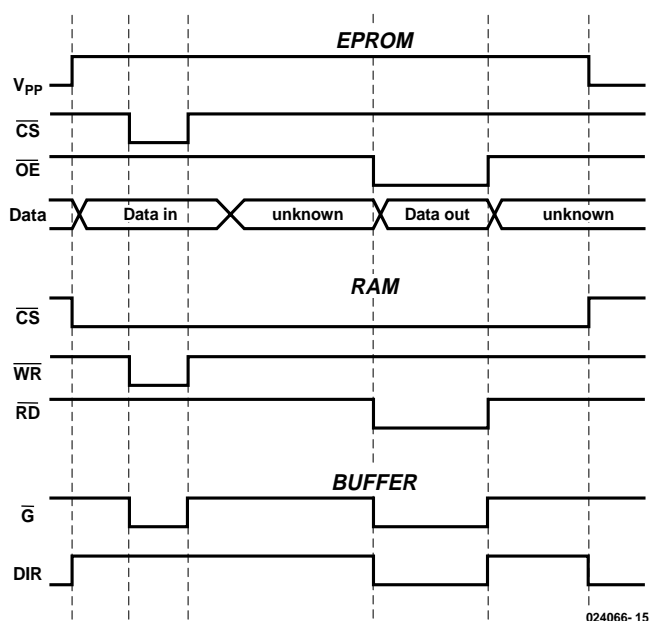 EPROM
VPP
CS
OE
Data Data in unknown Data out unknown
RAM
CS
WR
RD
BUFFER
G
DIR
024066- 15